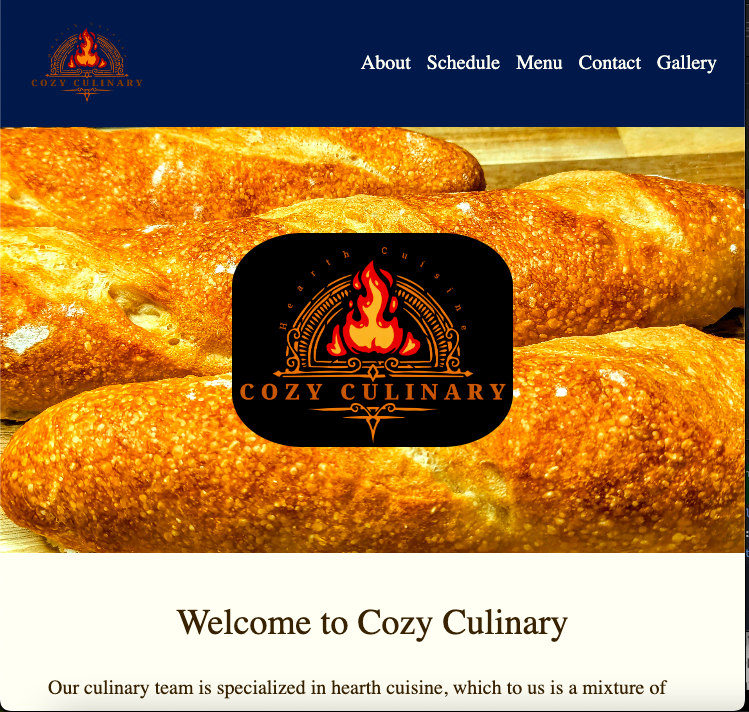 COZY CULINARY
About Schedule Menu Contact Gallery
Hearth Cuisine
COZY CULINARY
Welcome to Cozy Culinary
Our culinary team is specialized in hearth cuisine, which to us is a mixture of